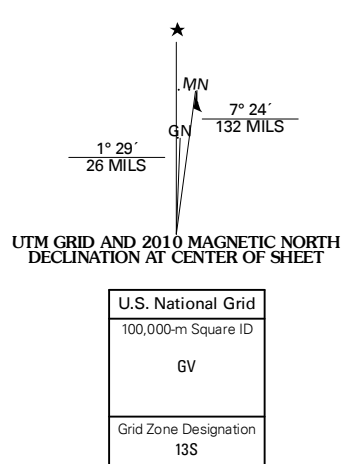 ★
MN
7° 24´
GN
132 MILS
1° 29´
26 MILS
UTM GRID AND 2010 MAGNETIC NORTH
DECLINATION AT CENTER OF SHEET
U.S. National Grid
100,000-m Square ID
GV
Grid Zone Designation
13S